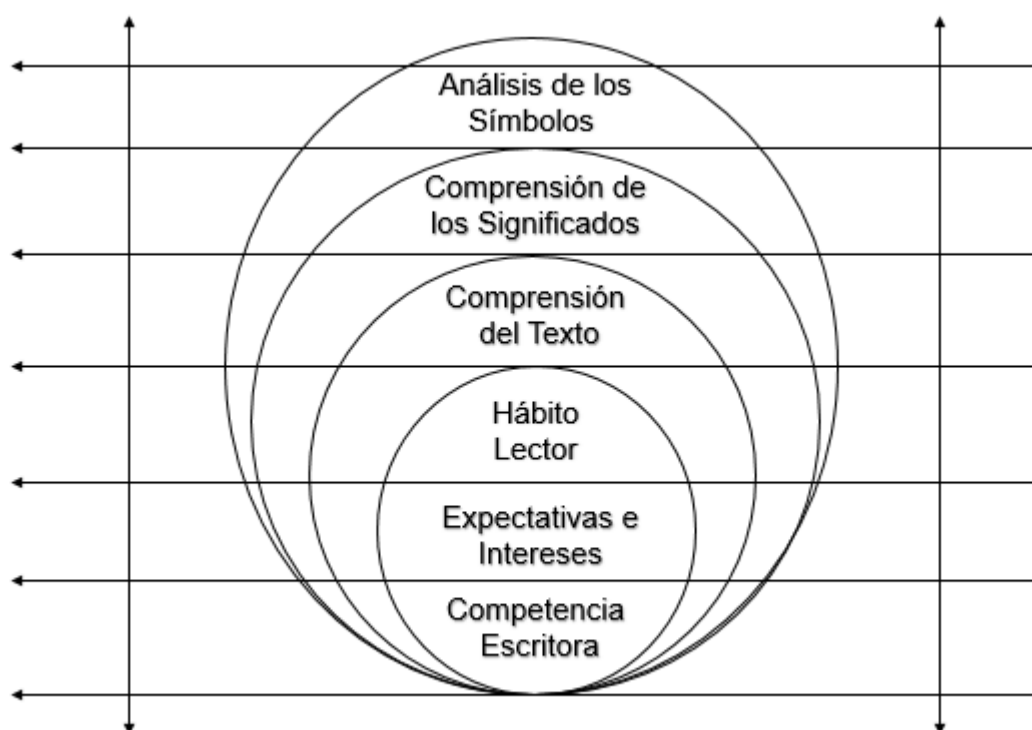 Análisis de los
Símbolos
Comprensión de
los Significados
Comprensión
del Texto
Hábito
Lector
Expectativas e
Intereses
Competencia
Escritora